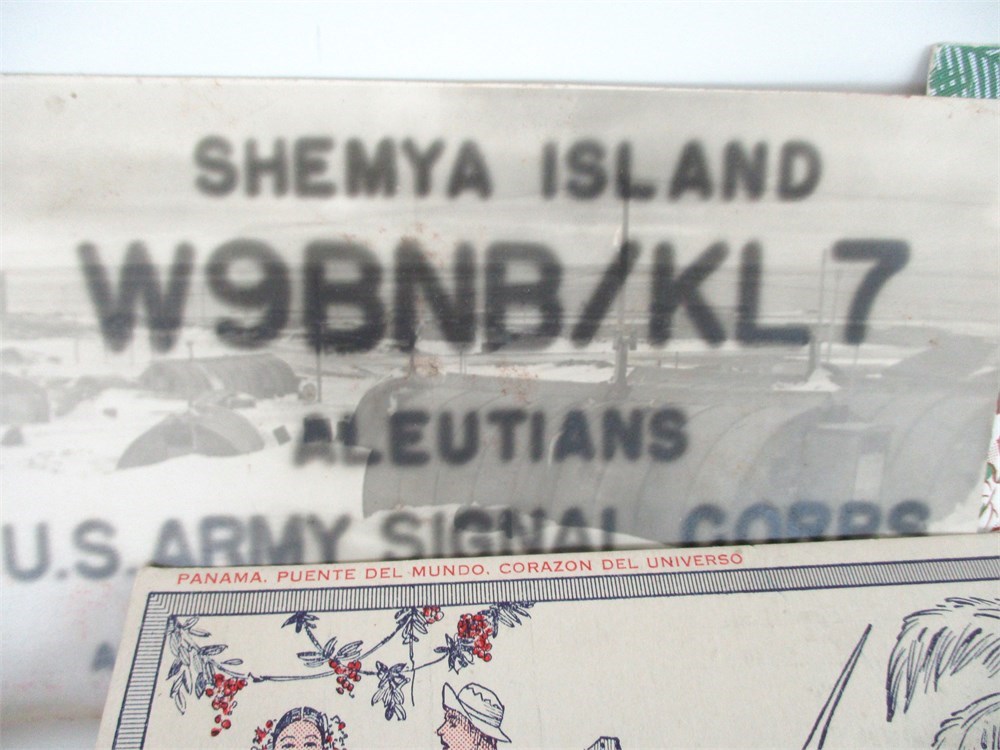 SHEMYA ISLAND
W9BNB/KL7
ALEUTIANS
U.S. ARMY SIGNAL CORPS
PANAMA. PUENTE DEL MUNDO. CORAZON DEL UNIVERSO